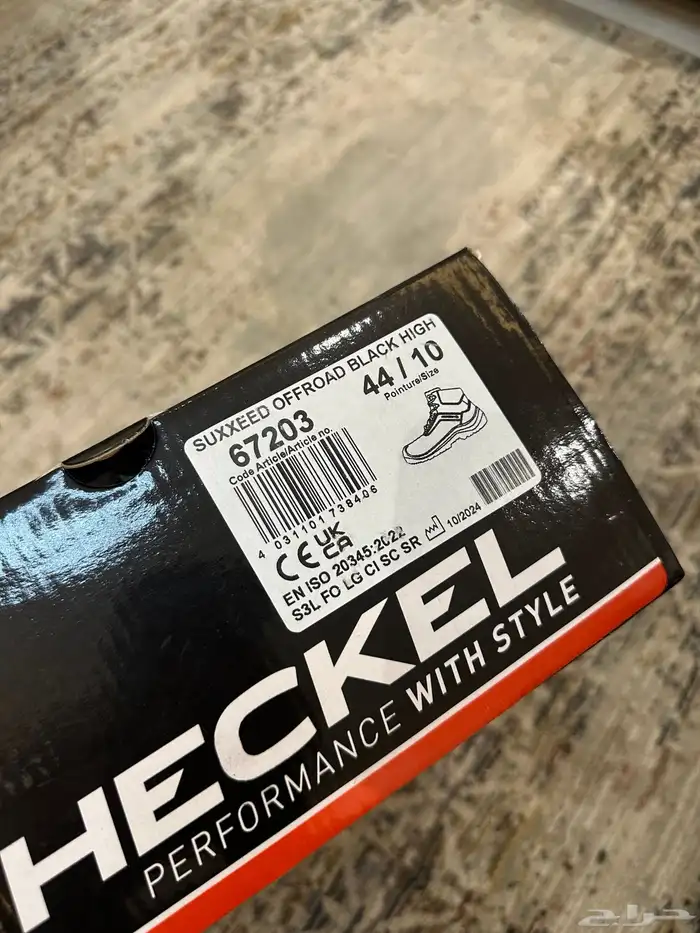 SUXXEED OFFROAD BLACK HIGH
67203
44 / 10
Code Article/Article no.
Pointure/Size
4 031101 738406
CE UK CA
EN ISO 20345:2022
S3L FO LG CI SC SR
10/2024
HECKEL
PERFORMANCE WITH STYLE
حراج